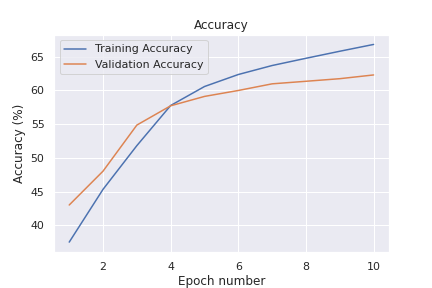 Accuracy
Training Accuracy
Validation Accuracy
65
60
55
50
45
40
Accuracy (%)
2 4 6 8 10
Epoch number